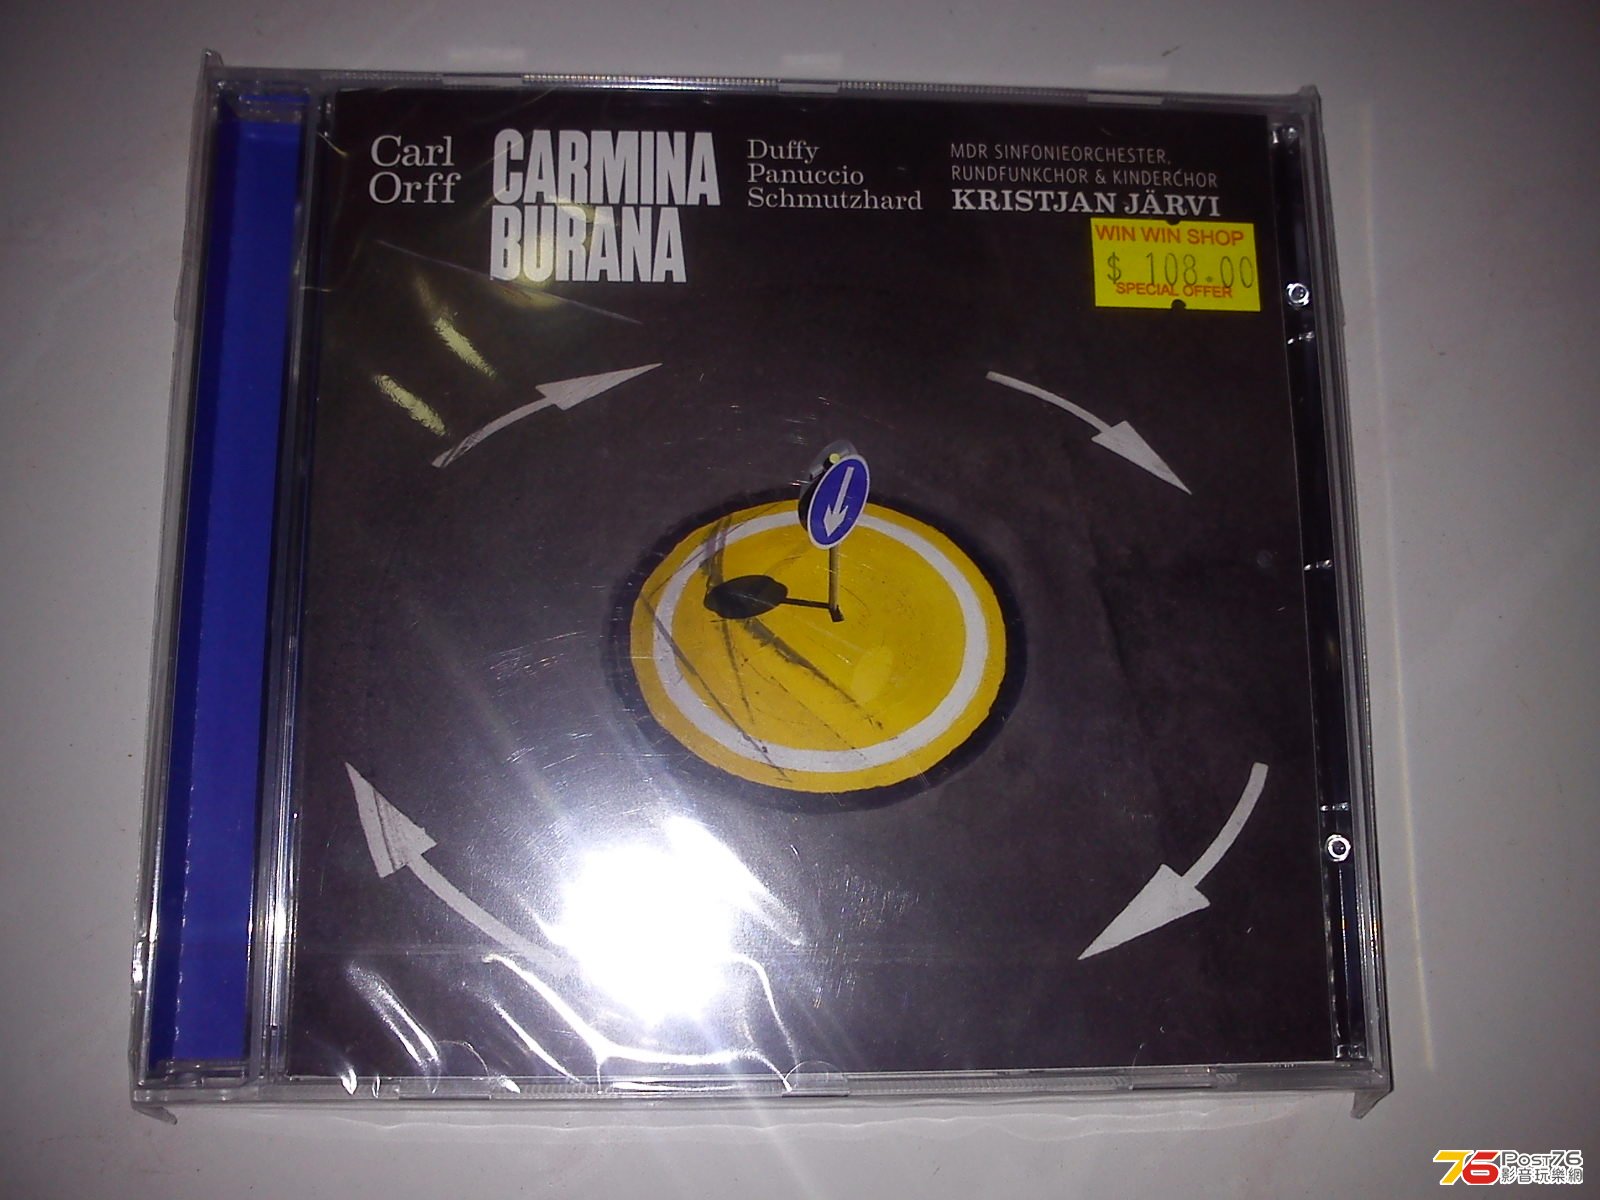 Carl
Orff
CARMINA
BURANA
Duffy
Panuccio
Schmutzhard
MDR SINFONIEORCHESTER,
RUNDFUNKCHOR & KINDERCHOR
KRISTJAN JÄRVI
WIN WIN SHOP
$ 108.00
SPECIAL OFFER
76 Post76
影音玩樂網